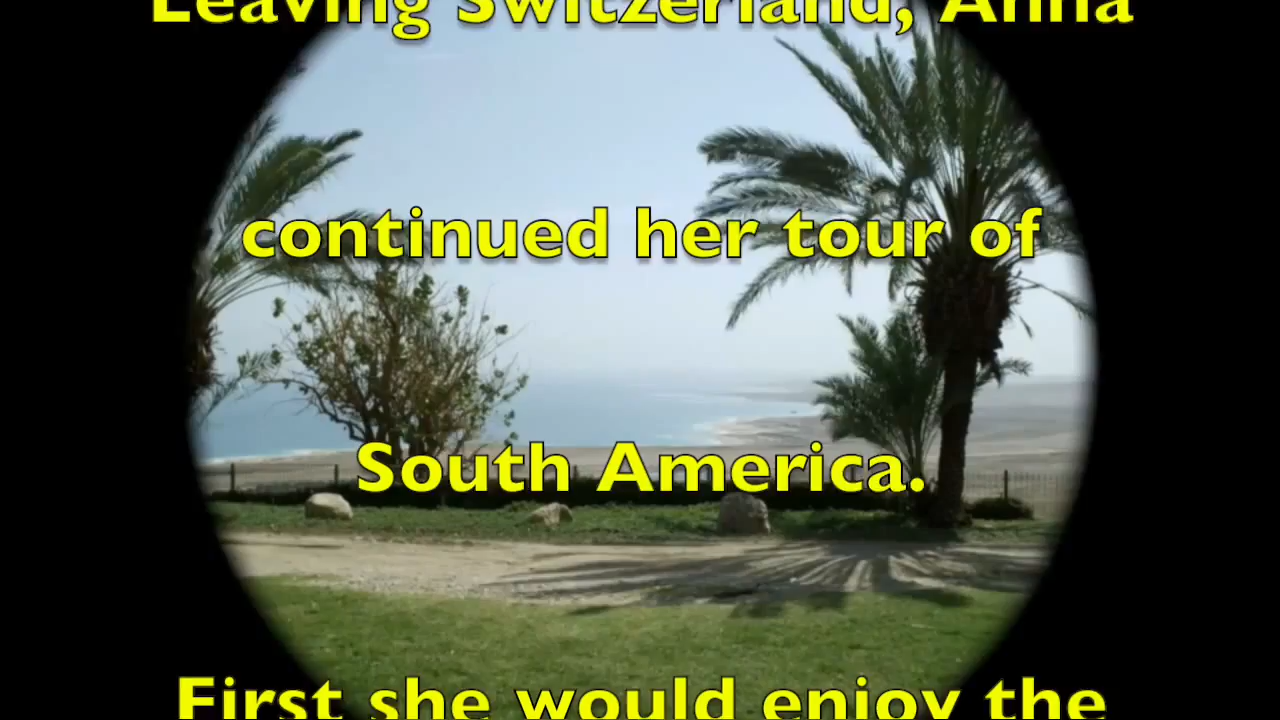 Leaving Switzerland, Anna
continued her tour of
South America.
First she would enjoy the